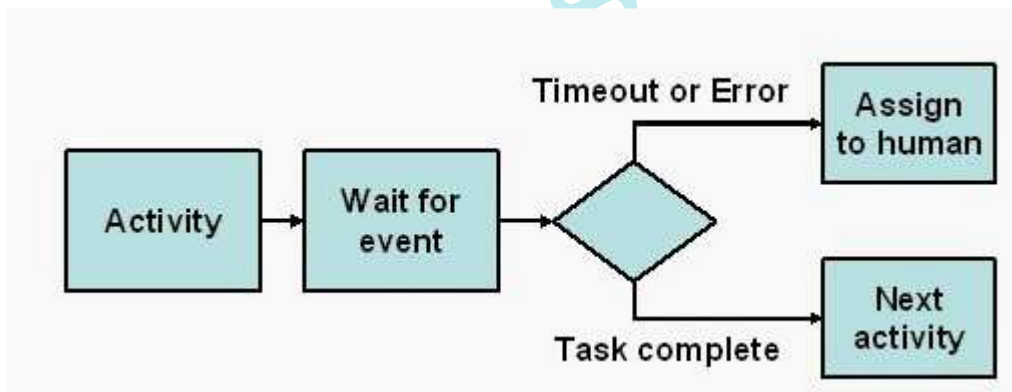 Activity
Wait for
event
Timeout or Error
Assign
to human
Task complete
Next
activity